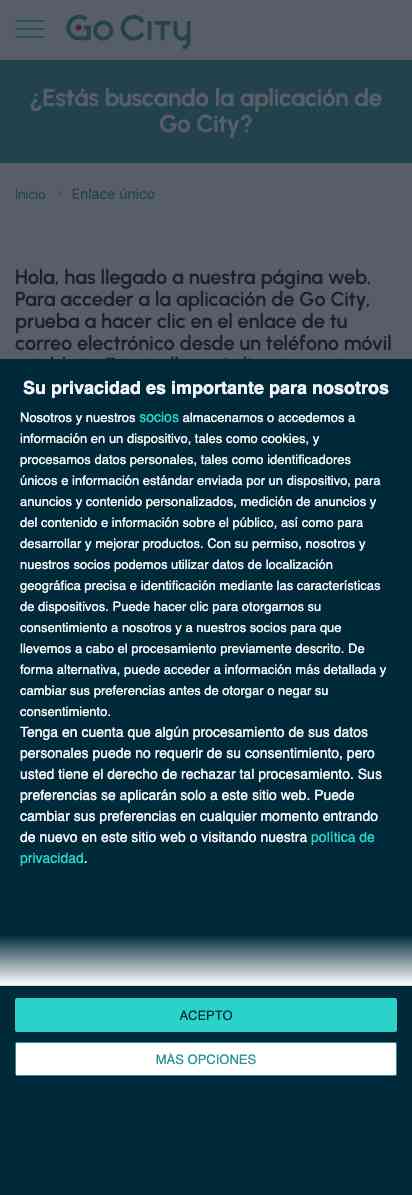 Go City
¿Estás buscando la aplicación de
Go City?
Inicio › Enlace único
Hola, has llegado a nuestra página web.
Para acceder a la aplicación de Go City,
prueba a hacer clic en el enlace de tu
correo electrónico desde un teléfono móvil
Su privacidad es importante para nosotros
Nosotros y nuestros socios almacenamos o accedemos a
información en un dispositivo, tales como cookies, y
procesamos datos personales, tales como identificadores
únicos e información estándar enviada por un dispositivo, para
anuncios y contenido personalizados, medición de anuncios y
del contenido e información sobre el público, así como para
desarrollar y mejorar productos. Con su permiso, nosotros y
nuestros socios podemos utilizar datos de localización
geográfica precisa e identificación mediante las características
de dispositivos. Puede hacer clic para otorgarnos su
consentimiento a nosotros y a nuestros socios para que
llevemos a cabo el procesamiento previamente descrito. De
forma alternativa, puede acceder a información más detallada y
cambiar sus preferencias antes de otorgar o negar su
consentimiento.
Tenga en cuenta que algún procesamiento de sus datos
personales puede no requerir de su consentimiento, pero
usted tiene el derecho de rechazar tal procesamiento. Sus
preferencias se aplicarán solo a este sitio web. Puede
cambiar sus preferencias en cualquier momento entrando
de nuevo en este sitio web o visitando nuestra política de
privacidad.
ACEPTO
MÁS OPCIONES